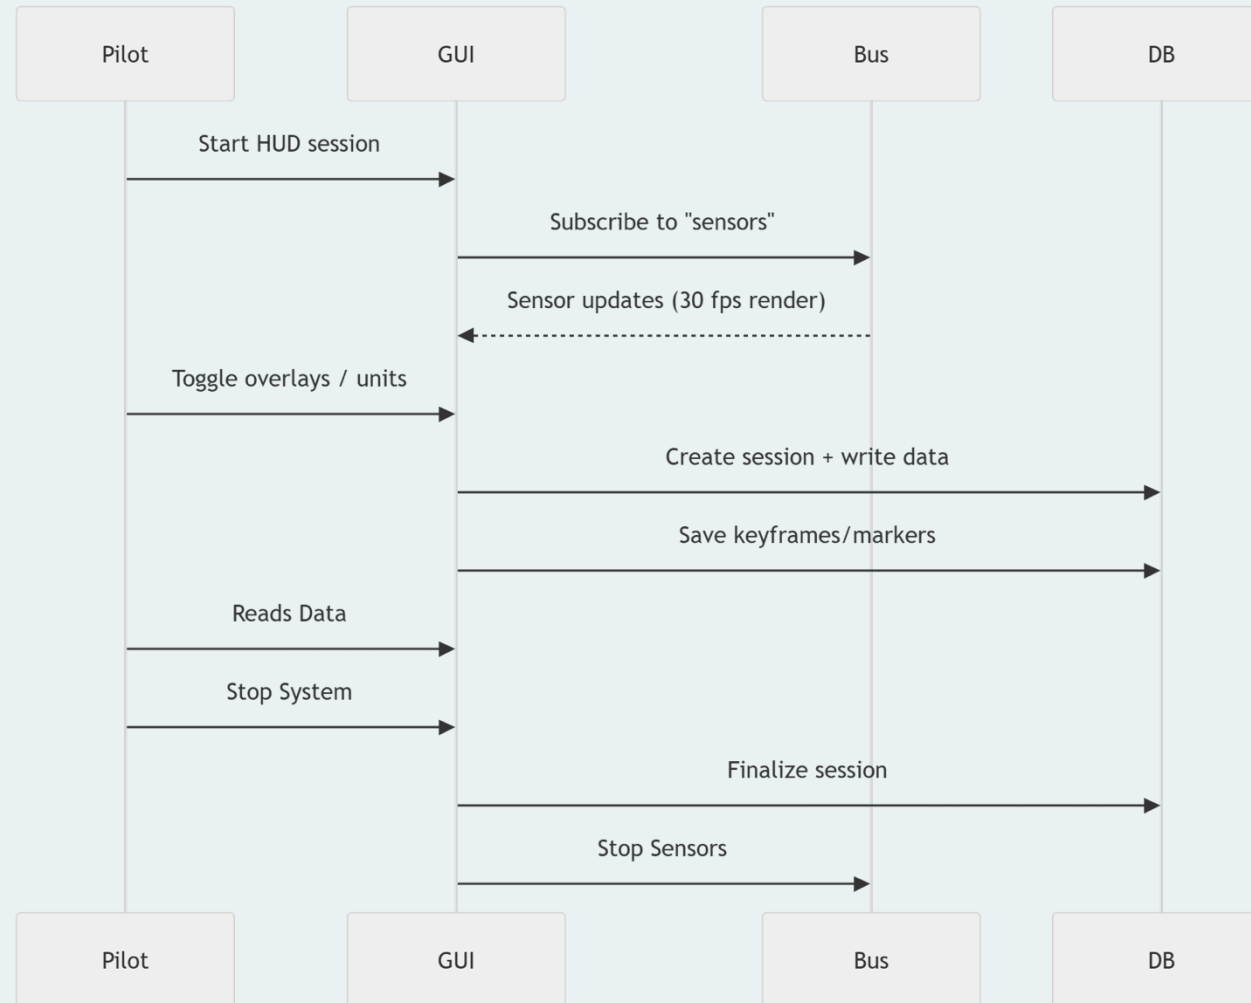 Pilot
GUI
Bus
DB
Start HUD session
Subscribe to "sensors"
Sensor updates (30 fps render)
Toggle overlays / units
Create session + write data
Save keyframes/markers
Reads Data
Stop System
Finalize session
Stop Sensors
Pilot
GUI
Bus
DB